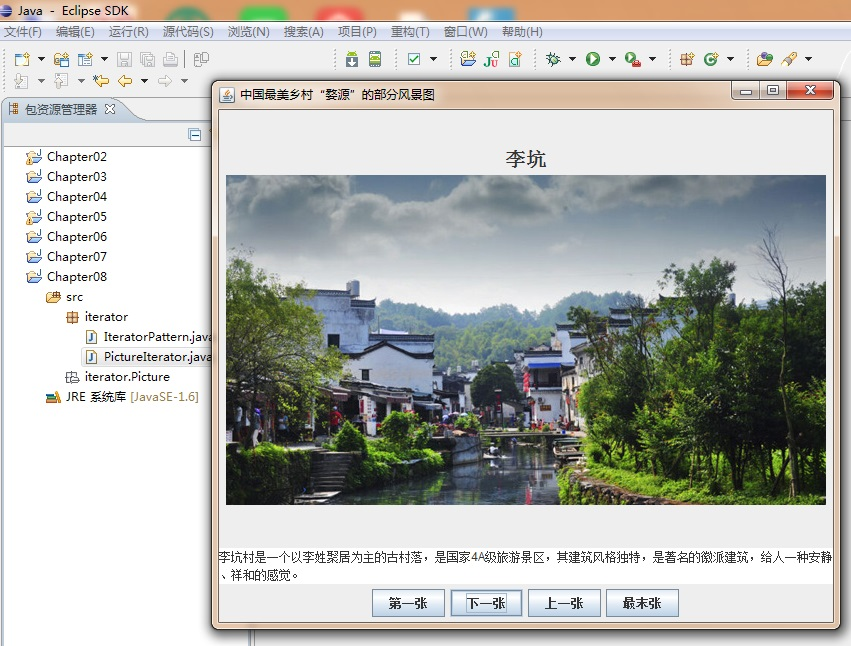 Java - Eclipse SDK
文件(F) 编辑(E) 运行(R) 源代码(S) 浏览(N) 搜索(A) 项目(P) 重构(T) 窗口(W) 帮助(H)
包资源管理器
Chapter02
Chapter03
Chapter04
Chapter05
Chapter06
Chapter07
Chapter08
src
iterator
IteratorPattern.java
PictureIterator.java
iterator.Picture
JRE 系统库 [JavaSE-1.6]
中国最美乡村“婺源”的部分风景图
李坑
李坑村是一个以李姓聚居为主的古村落，是国家4A级旅游景区，其建筑风格独特，是著名的徽派建筑，给人一种安静
、祥和的感觉。
第一张 下一张 上一张 最末张